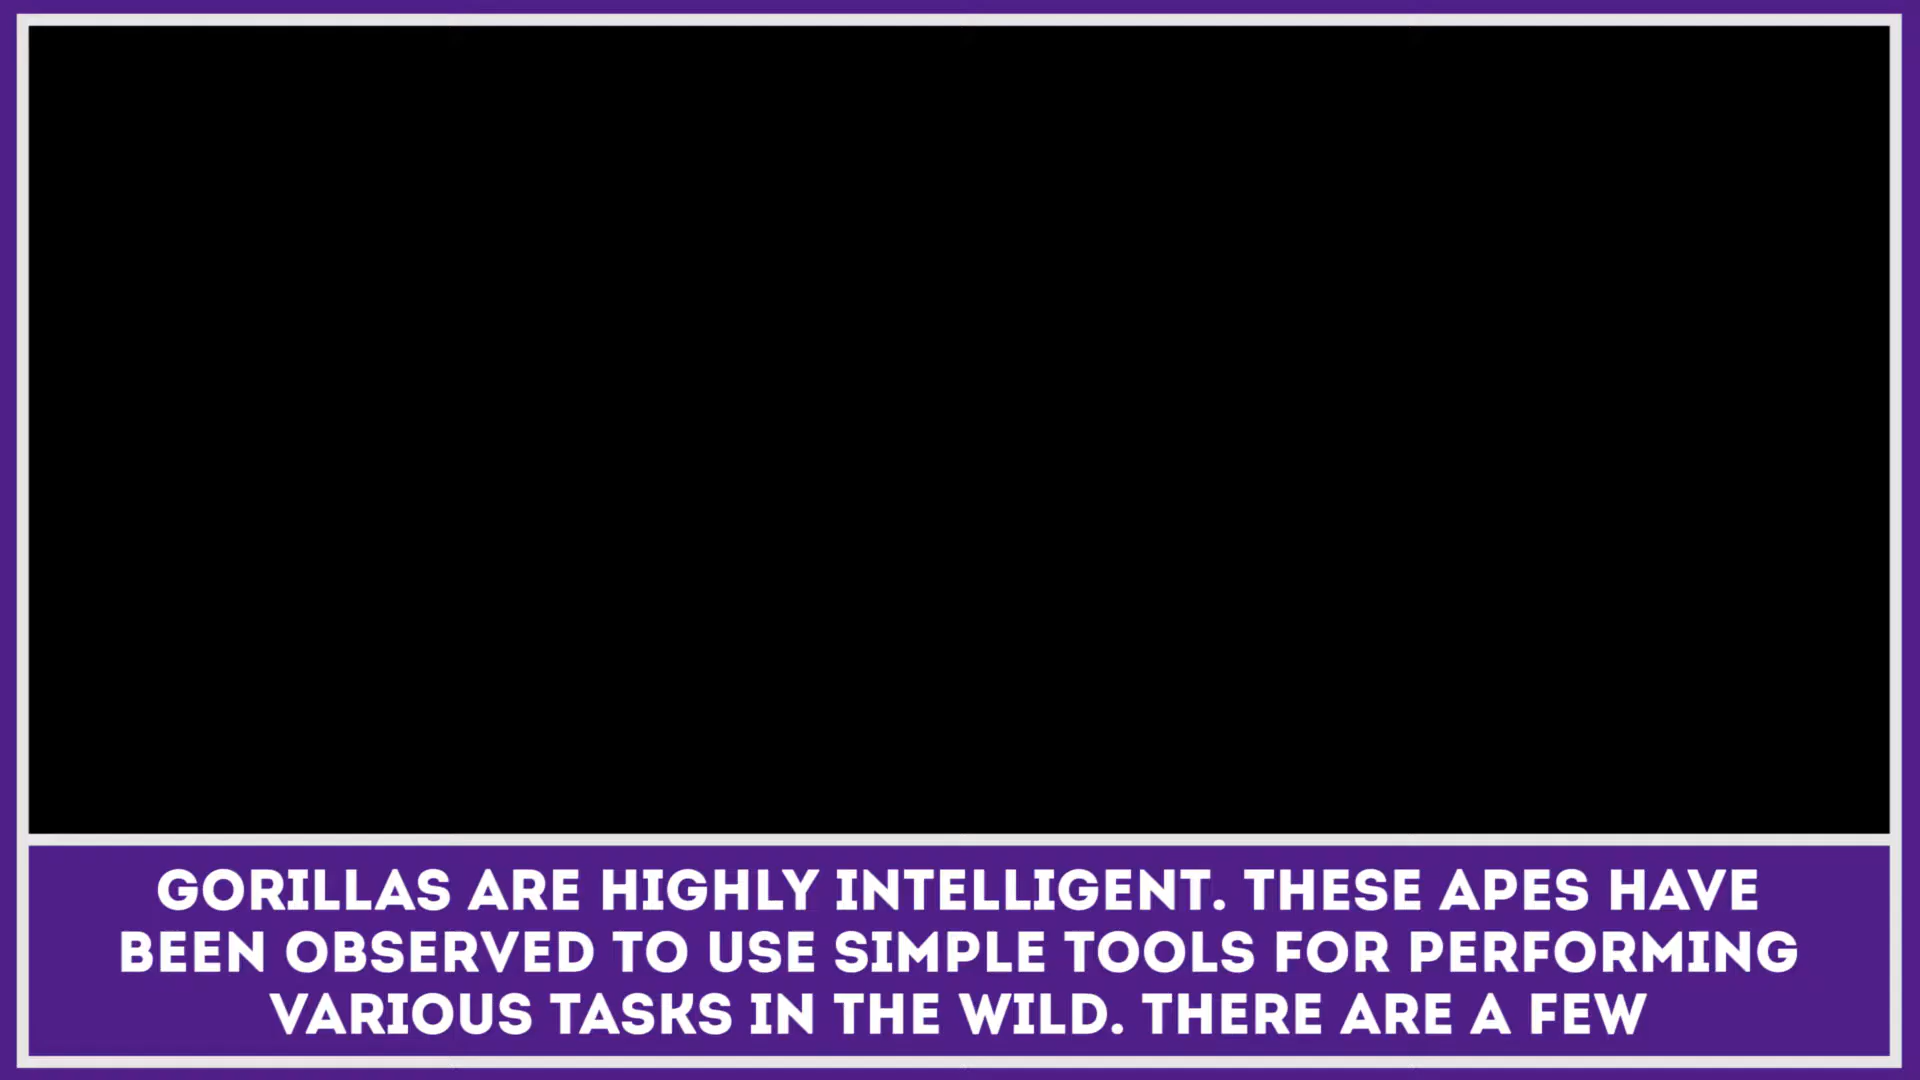 GORILLAS ARE HIGHLY INTELLIGENT. THESE APES HAVE
BEEN OBSERVED TO USE SIMPLE TOOLS FOR PERFORMING
VARIOUS TASKS IN THE WILD. THERE ARE A FEW